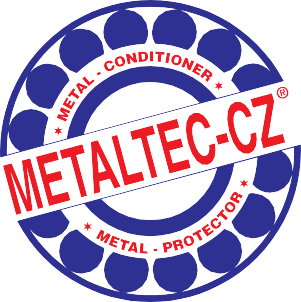 * METAL - CONDITIONER *
METALTEC-CZ®
* METAL - PROTECTOR *